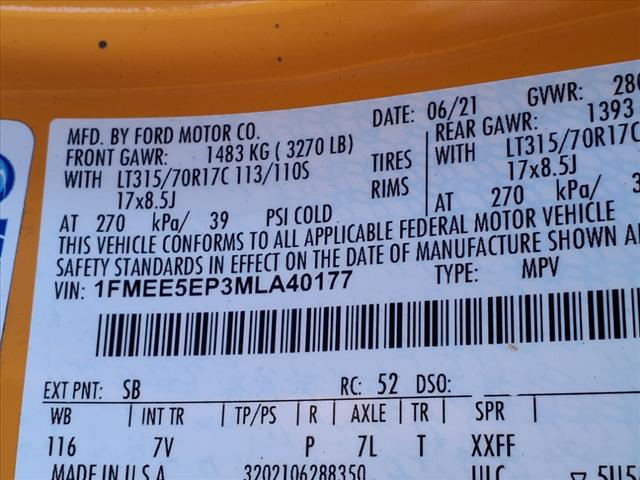 MFD. BY FORD MOTOR CO.
DATE: 06/21
GVWR:
FRONT GAWR: 1483 KG ( 3270 LB)
REAR GAWR: 1393
WITH LT315/70R17C 113/110S
TIRES
WITH LT315/70R17C
17x8.5J
RIMS
17x8.5J
AT 270 kPa/ 39 PSI COLD
AT 270 kPa/
THIS VEHICLE CONFORMS TO ALL APPLICABLE FEDERAL MOTOR VEHICLE
SAFETY STANDARDS IN EFFECT ON THE DATE OF MANUFACTURE SHOWN
VIN: 1FMEE5EP3MLA40177
TYPE: MPV
EXT PNT: SB
RC: 52 DSO:
WB INT TR TP/PS R AXLE TR SPR
116 7V P 7L T XXFF
MADE IN U.S.A. 3202106288350 ULC